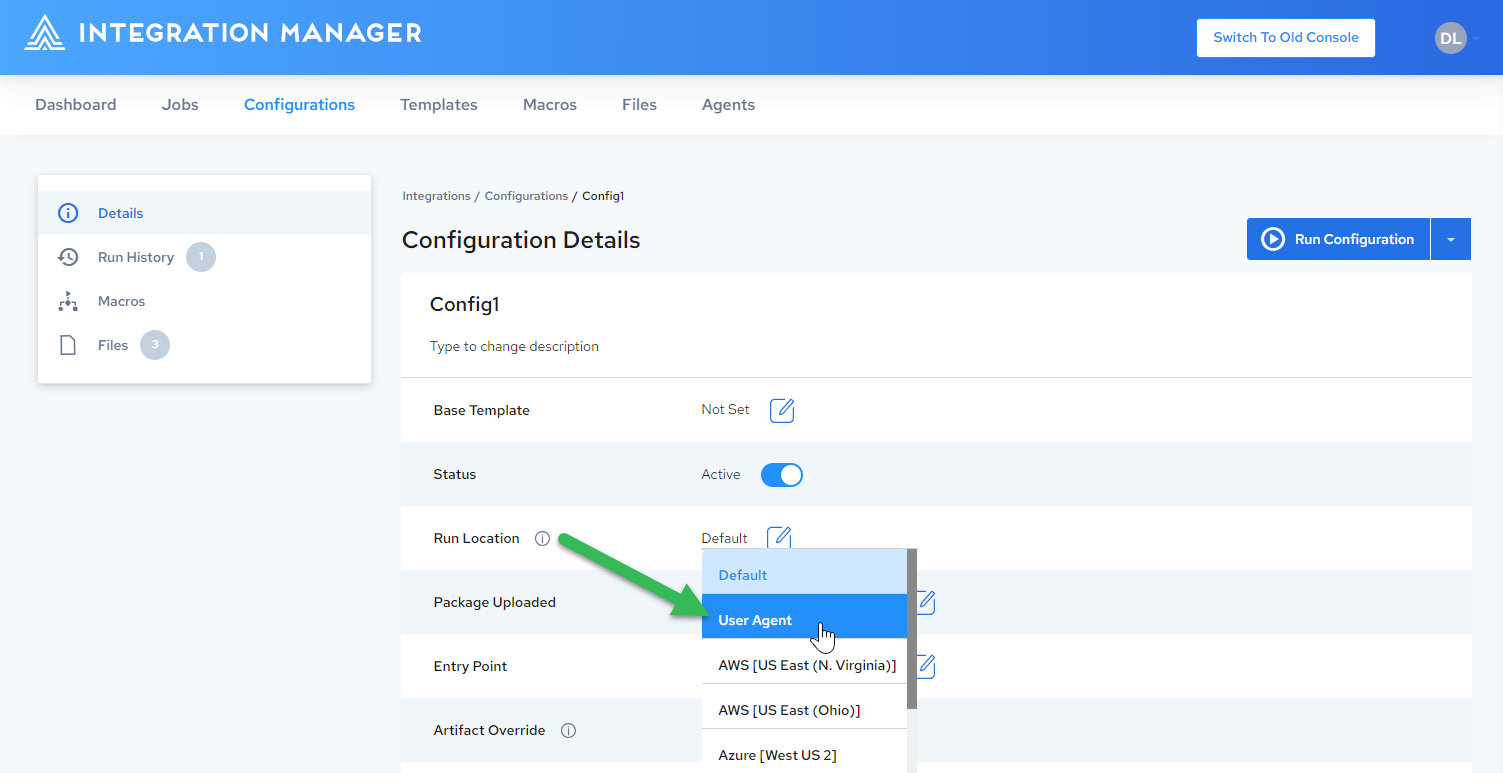 INTEGRATION MANAGER
Switch To Old Console
DL
Dashboard Jobs Configurations Templates Macros Files Agents
Details
Run History 1
Macros
Files 3
Integrations / Configurations / Config1
Configuration Details
Run Configuration
Config1
Type to change description
Base Template Not Set
Status Active
Run Location Default
Default
Package Uploaded
User Agent
Entry Point
AWS [US East (N. Virginia)]
AWS [US East (Ohio)]
Artifact Override
Azure [West US 2]